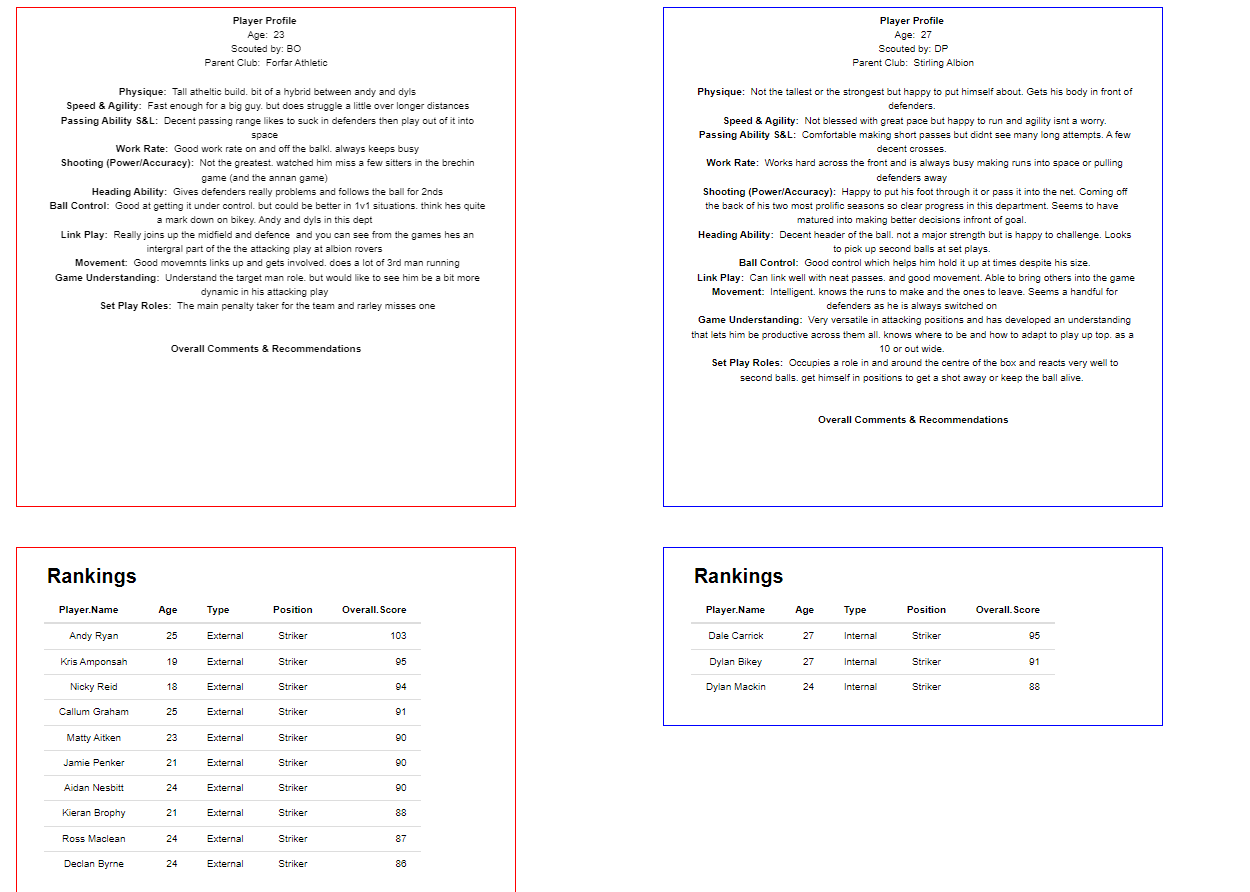 Player Profile
Age: 23
Scouted by: BO
Parent Club: Forfar Athletic
Physique: Tall atheltic build. bit of a hybrid between andy and dyls
Speed & Agility: Fast enough for a big guy. but does struggle a little over longer distances
Passing Ability S&L: Decent passing range likes to suck in defenders then play out of it into
space
Work Rate: Good work rate on and off the balkl. always keeps busy
Shooting (Power/Accuracy): Not the greatest. watched him miss a few sitters in the brechin
game (and the annan game)
Heading Ability: Gives defenders really problems and follows the ball for 2nds
Ball Control: Good at getting it under control. but could be better in 1v1 situations. think hes quite
a mark down on bikey. Andy and dyls in this dept
Link Play: Really joins up the midfield and defence and you can see from the games hes an
intergral part of the the attacking play at albion rovers
Movement: Good movemnts links up and gets involved. does a lot of 3rd man running
Game Understanding: Understand the target man role. but would like to see him be a bit more
dynamic in his attacking play
Set Play Roles: The main penalty taker for the team and rarley misses one
Overall Comments & Recommendations
Player Profile
Age: 27
Scouted by: DP
Parent Club: Stirling Albion
Physique: Not the tallest or the strongest but happy to put himself about. Gets his body in front of
defenders.
Speed & Agility: Not blessed with great pace but happy to run and agility isnt a worry.
Passing Ability S&L: Comfortable making short passes but didnt see many long attempts. A few
decent crosses.
Work Rate: Works hard across the front and is always busy making runs into space or pulling
defenders away
Shooting (Power/Accuracy): Happy to put his foot through it or pass it into the net. Coming off
the back of his two most prolific seasons so clear progress in this department. Seems to have
matured into making better decisions infront of goal.
Heading Ability: Decent header of the ball. not a major strength but is happy to challenge. Looks
to pick up second balls at set plays.
Ball Control: Good control which helps him hold it up at times despite his size.
Link Play: Can link well with neat passes. and good movement. Able to bring others into the game
Movement: Intelligent. knows the runs to make and the ones to leave. Seems a handful for
defenders as he is always switched on
Game Understanding: Very versatile in attacking positions and has developed an understanding
that lets him be productive across them all. knows where to be and how to adapt to play up top. as a
10 or out wide.
Set Play Roles: Occupies a role in and around the centre of the box and reacts very well to
second balls. get himself in positions to get a shot away or keep the ball alive.
Overall Comments & Recommendations
Rankings
Player.Name Age Type Position Overall.Score
Andy Ryan 25 External Striker 103
Kris Amponsah 19 External Striker 95
Nicky Reid 18 External Striker 94
Callum Graham 25 External Striker 91
Matty Aitken 23 External Striker 90
Jamie Penker 21 External Striker 90
Aidan Nesbitt 24 External Striker 90
Kieran Brophy 21 External Striker 88
Ross Maclean 24 External Striker 87
Declan Byrne 24 External Striker 86
Rankings
Player.Name Age Type Position Overall.Score
Dale Carrick 27 Internal Striker 95
Dylan Bikey 27 Internal Striker 91
Dylan Mackin 24 Internal Striker 88